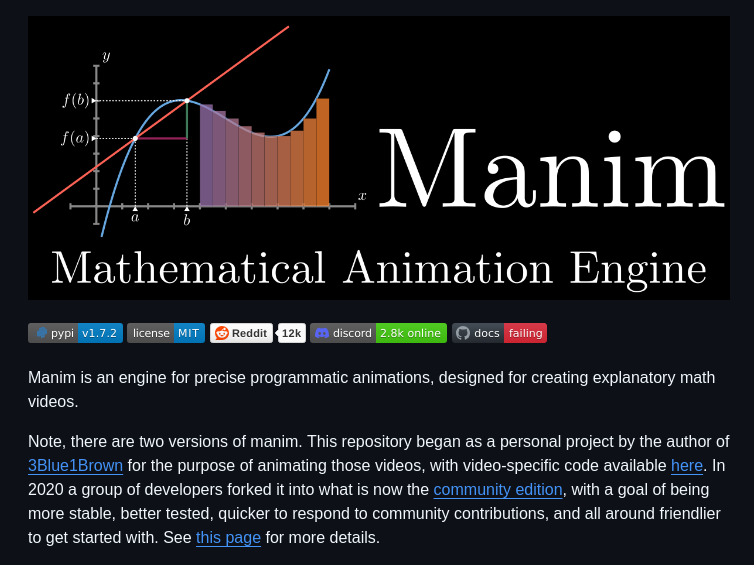 y
f(b)
f(a)
x
a
b
Manim
Mathematical Animation Engine
pypi v1.7.2 license MIT Reddit 12k discord 2.8k online docs failing
Manim is an engine for precise programmatic animations, designed for creating explanatory math
videos.
Note, there are two versions of manim. This repository began as a personal project by the author of
3Blue1Brown for the purpose of animating those videos, with video-specific code available here. In
2020 a group of developers forked it into what is now the community edition, with a goal of being
more stable, better tested, quicker to respond to community contributions, and all around friendlier
to get started with. See this page for more details.